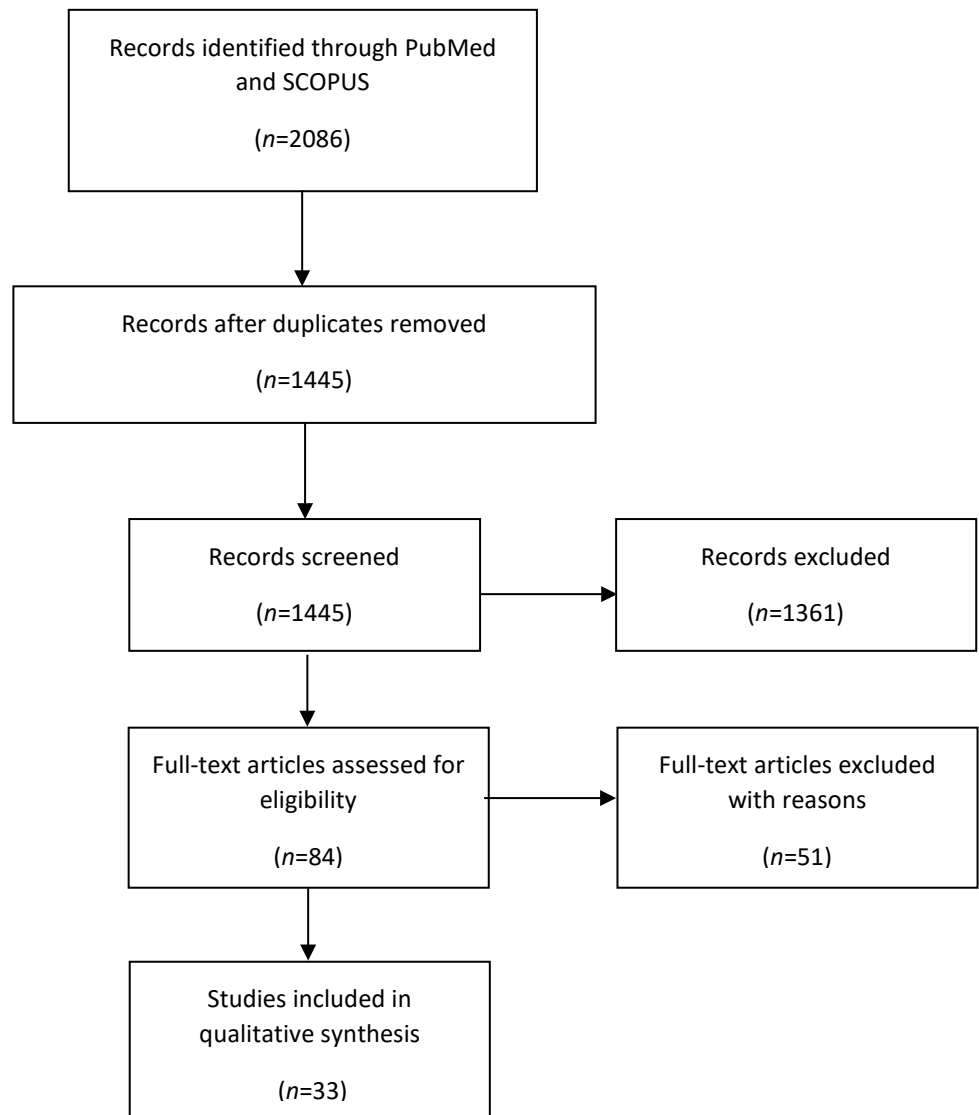 Records identified through PubMed
and SCOPUS
(n=2086)
Records after duplicates removed
(n=1445)
Records screened
(n=1445)
Records excluded
(n=1361)
Full-text articles assessed for
eligibility
(n=84)
Full-text articles excluded
with reasons
(n=51)
Studies included in
qualitative synthesis
(n=33)